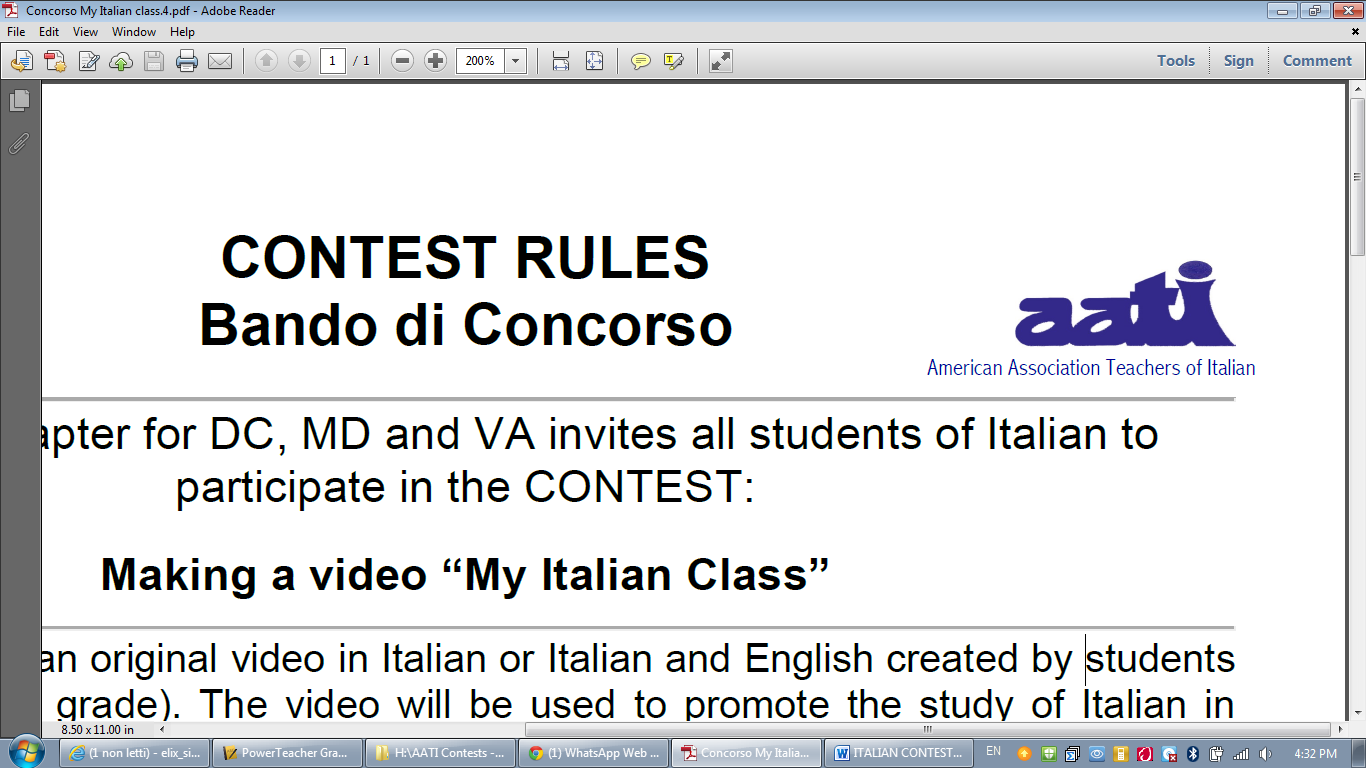 Concorso My Italian class.4.pdf - Adobe Reader
File Edit View Window Help
1 / 1 200% Tools Sign Comment
CONTEST RULES
Bando di Concorso
aati
American Association Teachers of Italian
apter for DC, MD and VA invites all students of Italian to
participate in the CONTEST:
Making a video “My Italian Class”
an original video in Italian or Italian and English created by students
grade). The video will be used to promote the study of Italian in
8.50 x 11.00 in
(1 non letti) - elix_si... PowerTeacher Gra... H:\AATI Contests -... (1) WhatsApp Web ... Concorso My Italia... ITALIAN CONTEST... EN 4:32 PM